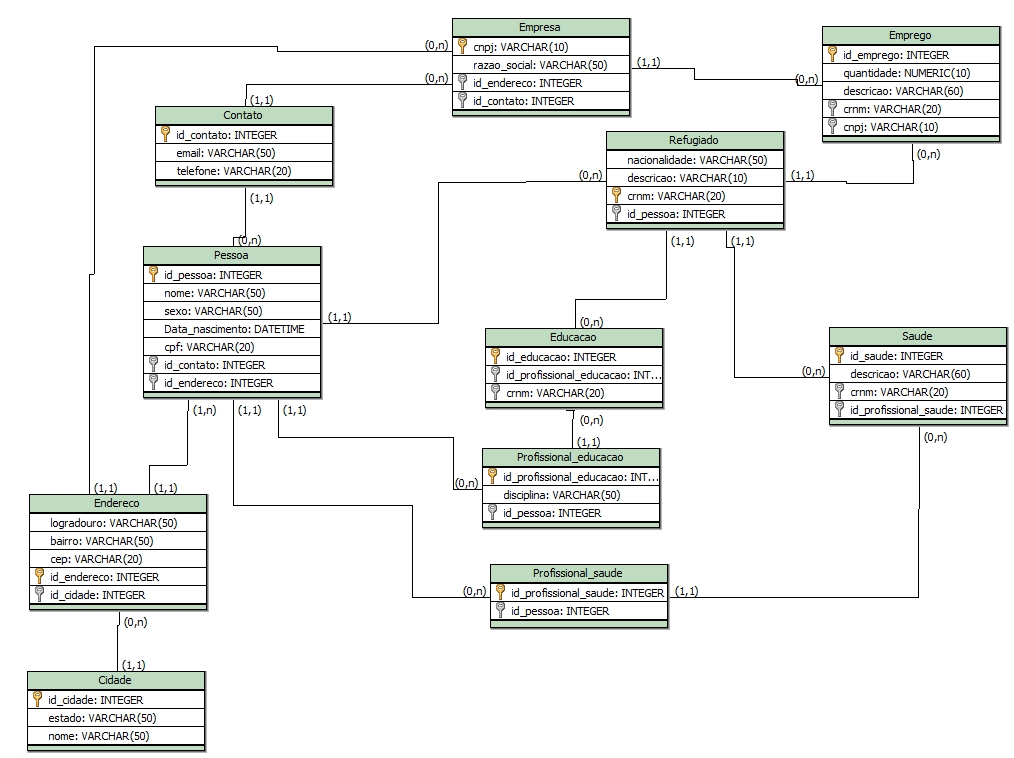 Empresa
cnpj: VARCHAR(10)
razao_social: VARCHAR(50)
id_endereco: INTEGER
id_contato: INTEGER
(0,n)
(0,n)
(1,1)
Emprego
id_emprego: INTEGER
quantidade: NUMERIC(10)
descricao: VARCHAR(60)
crnm: VARCHAR(20)
cnpj: VARCHAR(10)
(0,n)
(0,n)
(1,1)
Contato
id_contato: INTEGER
email: VARCHAR(50)
telefone: VARCHAR(20)
(1,1)
Refugiado
nacionalidade: VARCHAR(50)
descricao: VARCHAR(10)
crnm: VARCHAR(20)
id_pessoa: INTEGER
(0,n)
(1,1)
(1,1)
(1,1)
(0,n)
Pessoa
id_pessoa: INTEGER
nome: VARCHAR(50)
sexo: VARCHAR(50)
Data_nascimento: DATETIME
cpf: VARCHAR(20)
id_contato: INTEGER
id_endereco: INTEGER
(1,1)
(1,n)
(1,1)
(1,1)
(0,n)
Educacao
id_educacao: INTEGER
id_profissional_educacao: INT...
crnm: VARCHAR(20)
(0,n)
(0,n)
Saude
id_saude: INTEGER
descricao: VARCHAR(60)
crnm: VARCHAR(20)
id_profissional_saude: INTEGER
(0,n)
(1,1)
Profissional_educacao
id_profissional_educacao: INT...
disciplina: VARCHAR(50)
id_pessoa: INTEGER
(0,n)
(1,1)
(1,1)
Endereco
logradouro: VARCHAR(50)
bairro: VARCHAR(50)
cep: VARCHAR(20)
id_endereco: INTEGER
id_cidade: INTEGER
(0,n)
Profissional_saude
id_profissional_saude: INTEGER
id_pessoa: INTEGER
(0,n)
(1,1)
(1,1)
Cidade
id_cidade: INTEGER
estado: VARCHAR(50)
nome: VARCHAR(50)